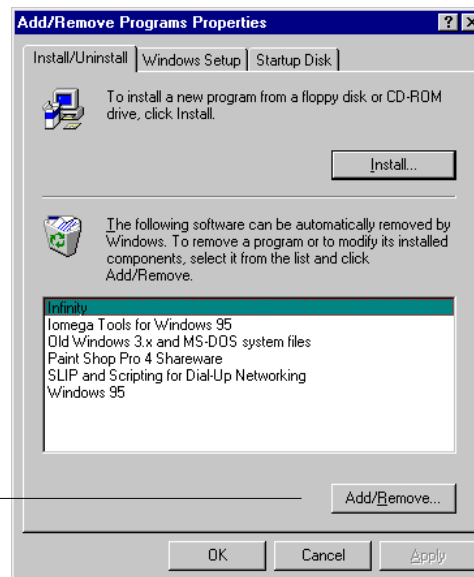 Add/Remove Programs Properties
Install/Uninstall
Windows Setup
Startup Disk
To install a new program from a floppy disk or CD-ROM
drive, click Install.
Install...
The following software can be automatically removed by
Windows. To remove a program or to modify its installed
components, select it from the list and click
Add/Remove.
Infinity
Iomega Tools for Windows 95
Old Windows 3.x and MS-DOS system files
Paint Shop Pro 4 Shareware
SLIP and Scripting for Dial-Up Networking
Windows 95
Add/Remove...
OK
Cancel
Apply